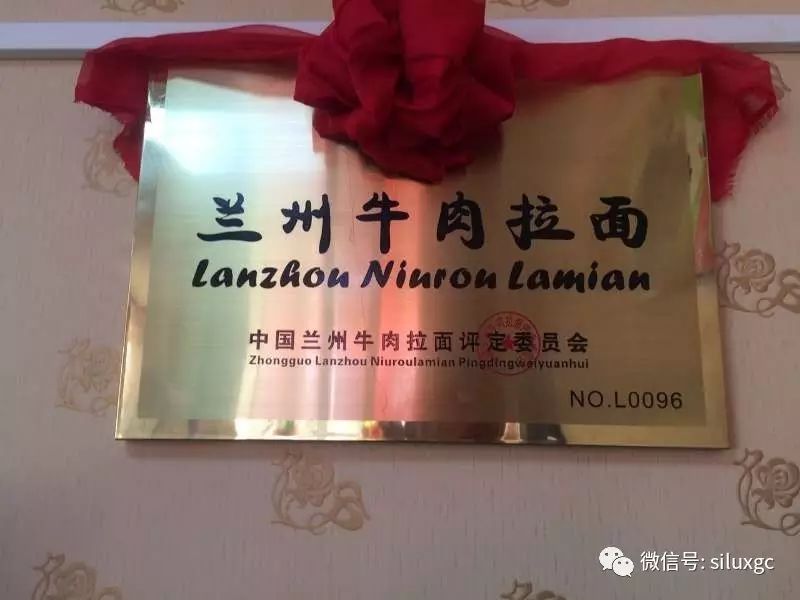 兰州牛肉拉面
Lanzhou Niurou Lamian
中国兰州牛肉拉面评定委员会
Zhongguo Lanzhou Niuroulamian Pingdingweiyuanhui
NO.L0096
微信号: siluxgc